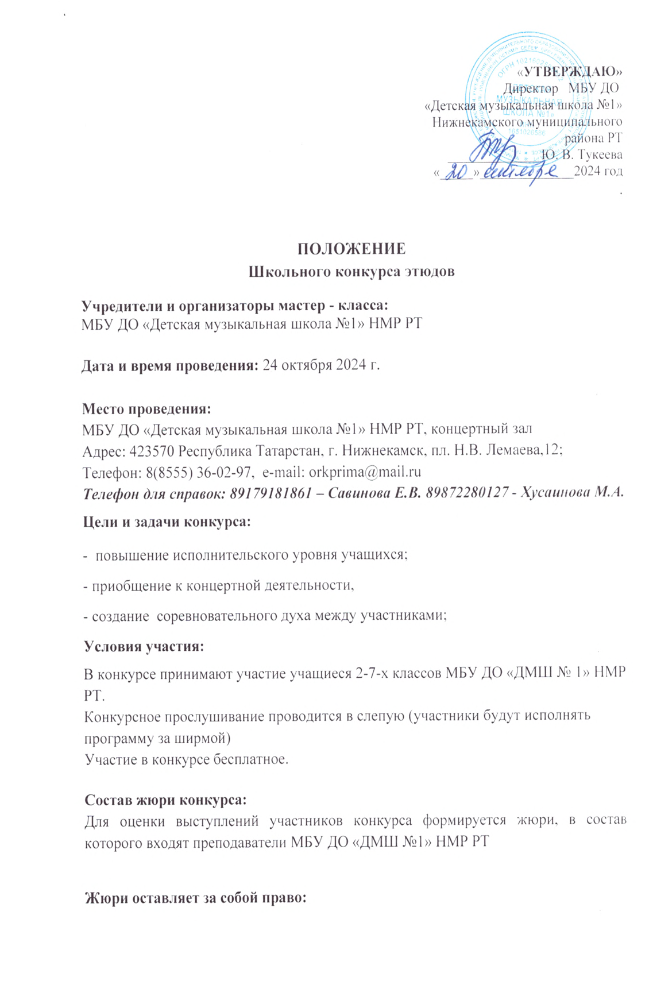 «УТВЕРЖДАЮ»
Директор МБУ ДО
«Детская музыкальная школа №1»
Нижнекамского муниципального
района РТ
Ю. В. Тукеева
«20» сентября 2024 год
ДЕТСКАЯ
МУЗЫКАЛЬНАЯ
ШКОЛА №1»
1651026586
ПОЛОЖЕНИЕ
Школьного конкурса этюдов
Учредители и организаторы мастер - класса:
МБУ ДО «Детская музыкальная школа №1» НМР РТ
Дата и время проведения: 24 октября 2024 г.
Место проведения:
МБУ ДО «Детская музыкальная школа №1» НМР РТ, концертный зал
Адрес: 423570 Республика Татарстан, г. Нижнекамск, пл. Н.В. Лемаева,12;
Телефон: 8(8555) 36-02-97, e-mail: orkprima@mail.ru
Телефон для справок: 89179181861 – Савинова Е.В. 89872280127 - Хусаинова М.А.
Цели и задачи конкурса:
- повышение исполнительского уровня учащихся;
- приобщение к концертной деятельности,
- создание соревновательного духа между участниками;
Условия участия:
В конкурсе принимают участие учащиеся 2-7-х классов МБУ ДО «ДМШ № 1» НМР
РТ.
Конкурсное прослушивание проводится в слепую (участники будут исполнять
программу за ширмой)
Участие в конкурсе бесплатное.
Состав жюри конкурса:
Для оценки выступлений участников конкурса формируется жюри, в состав
которого входят преподаватели МБУ ДО «ДМШ №1» НМР РТ
Жюри оставляет за собой право: